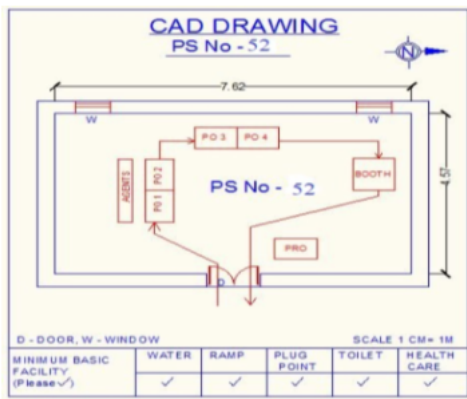 CAD DRAWING
PS No - 52
N
7.62
W
W
PO 3 PO 4
AGENTS
PO 1 PO 2
BOOTH
4.57
PS No - 52
PRO
D
D - DOOR, W - WINDOW
SCALE 1 CM= 1M
MINIMUM BASIC FACILITY (Please ✓)
WATER
RAMP
PLUG POINT
TOILET
HEALTH CARE
✓ ✓ ✓ ✓ ✓